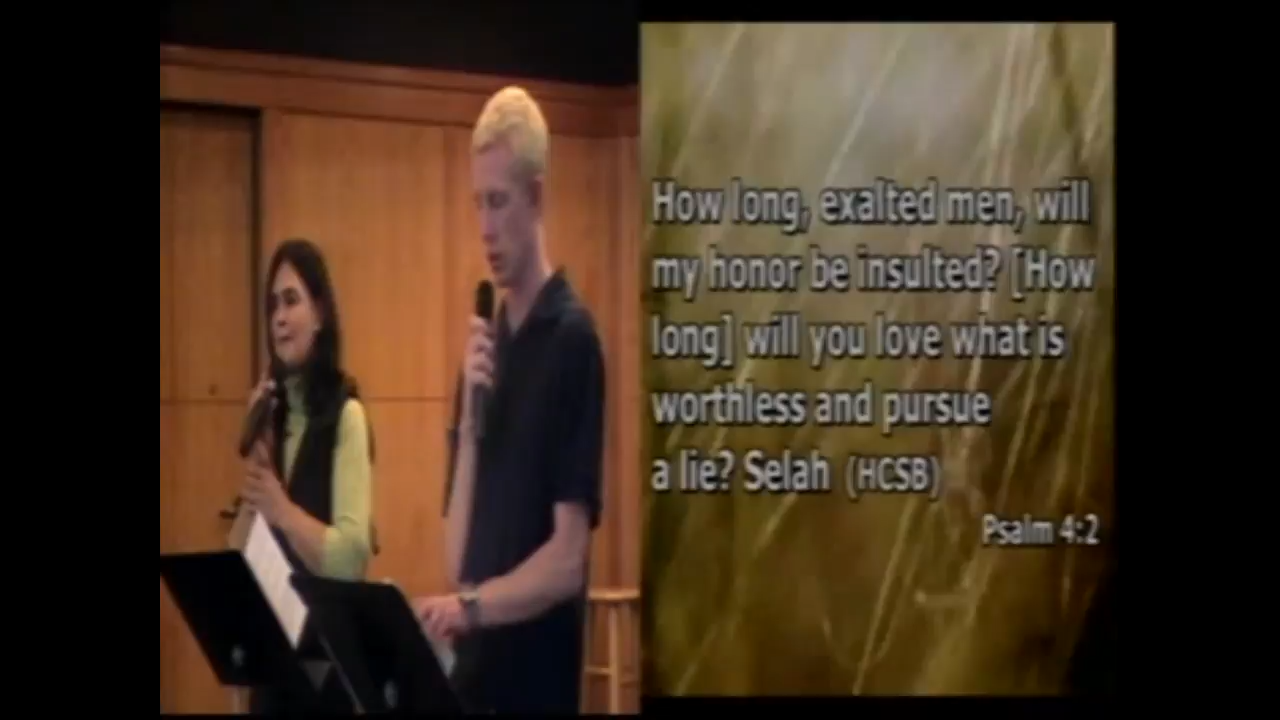 How long, exalted men, will
my honor be insulted? [How
long] will you love what is
worthless and pursue
a lie? Selah (HCSB)
Psalm 4:2